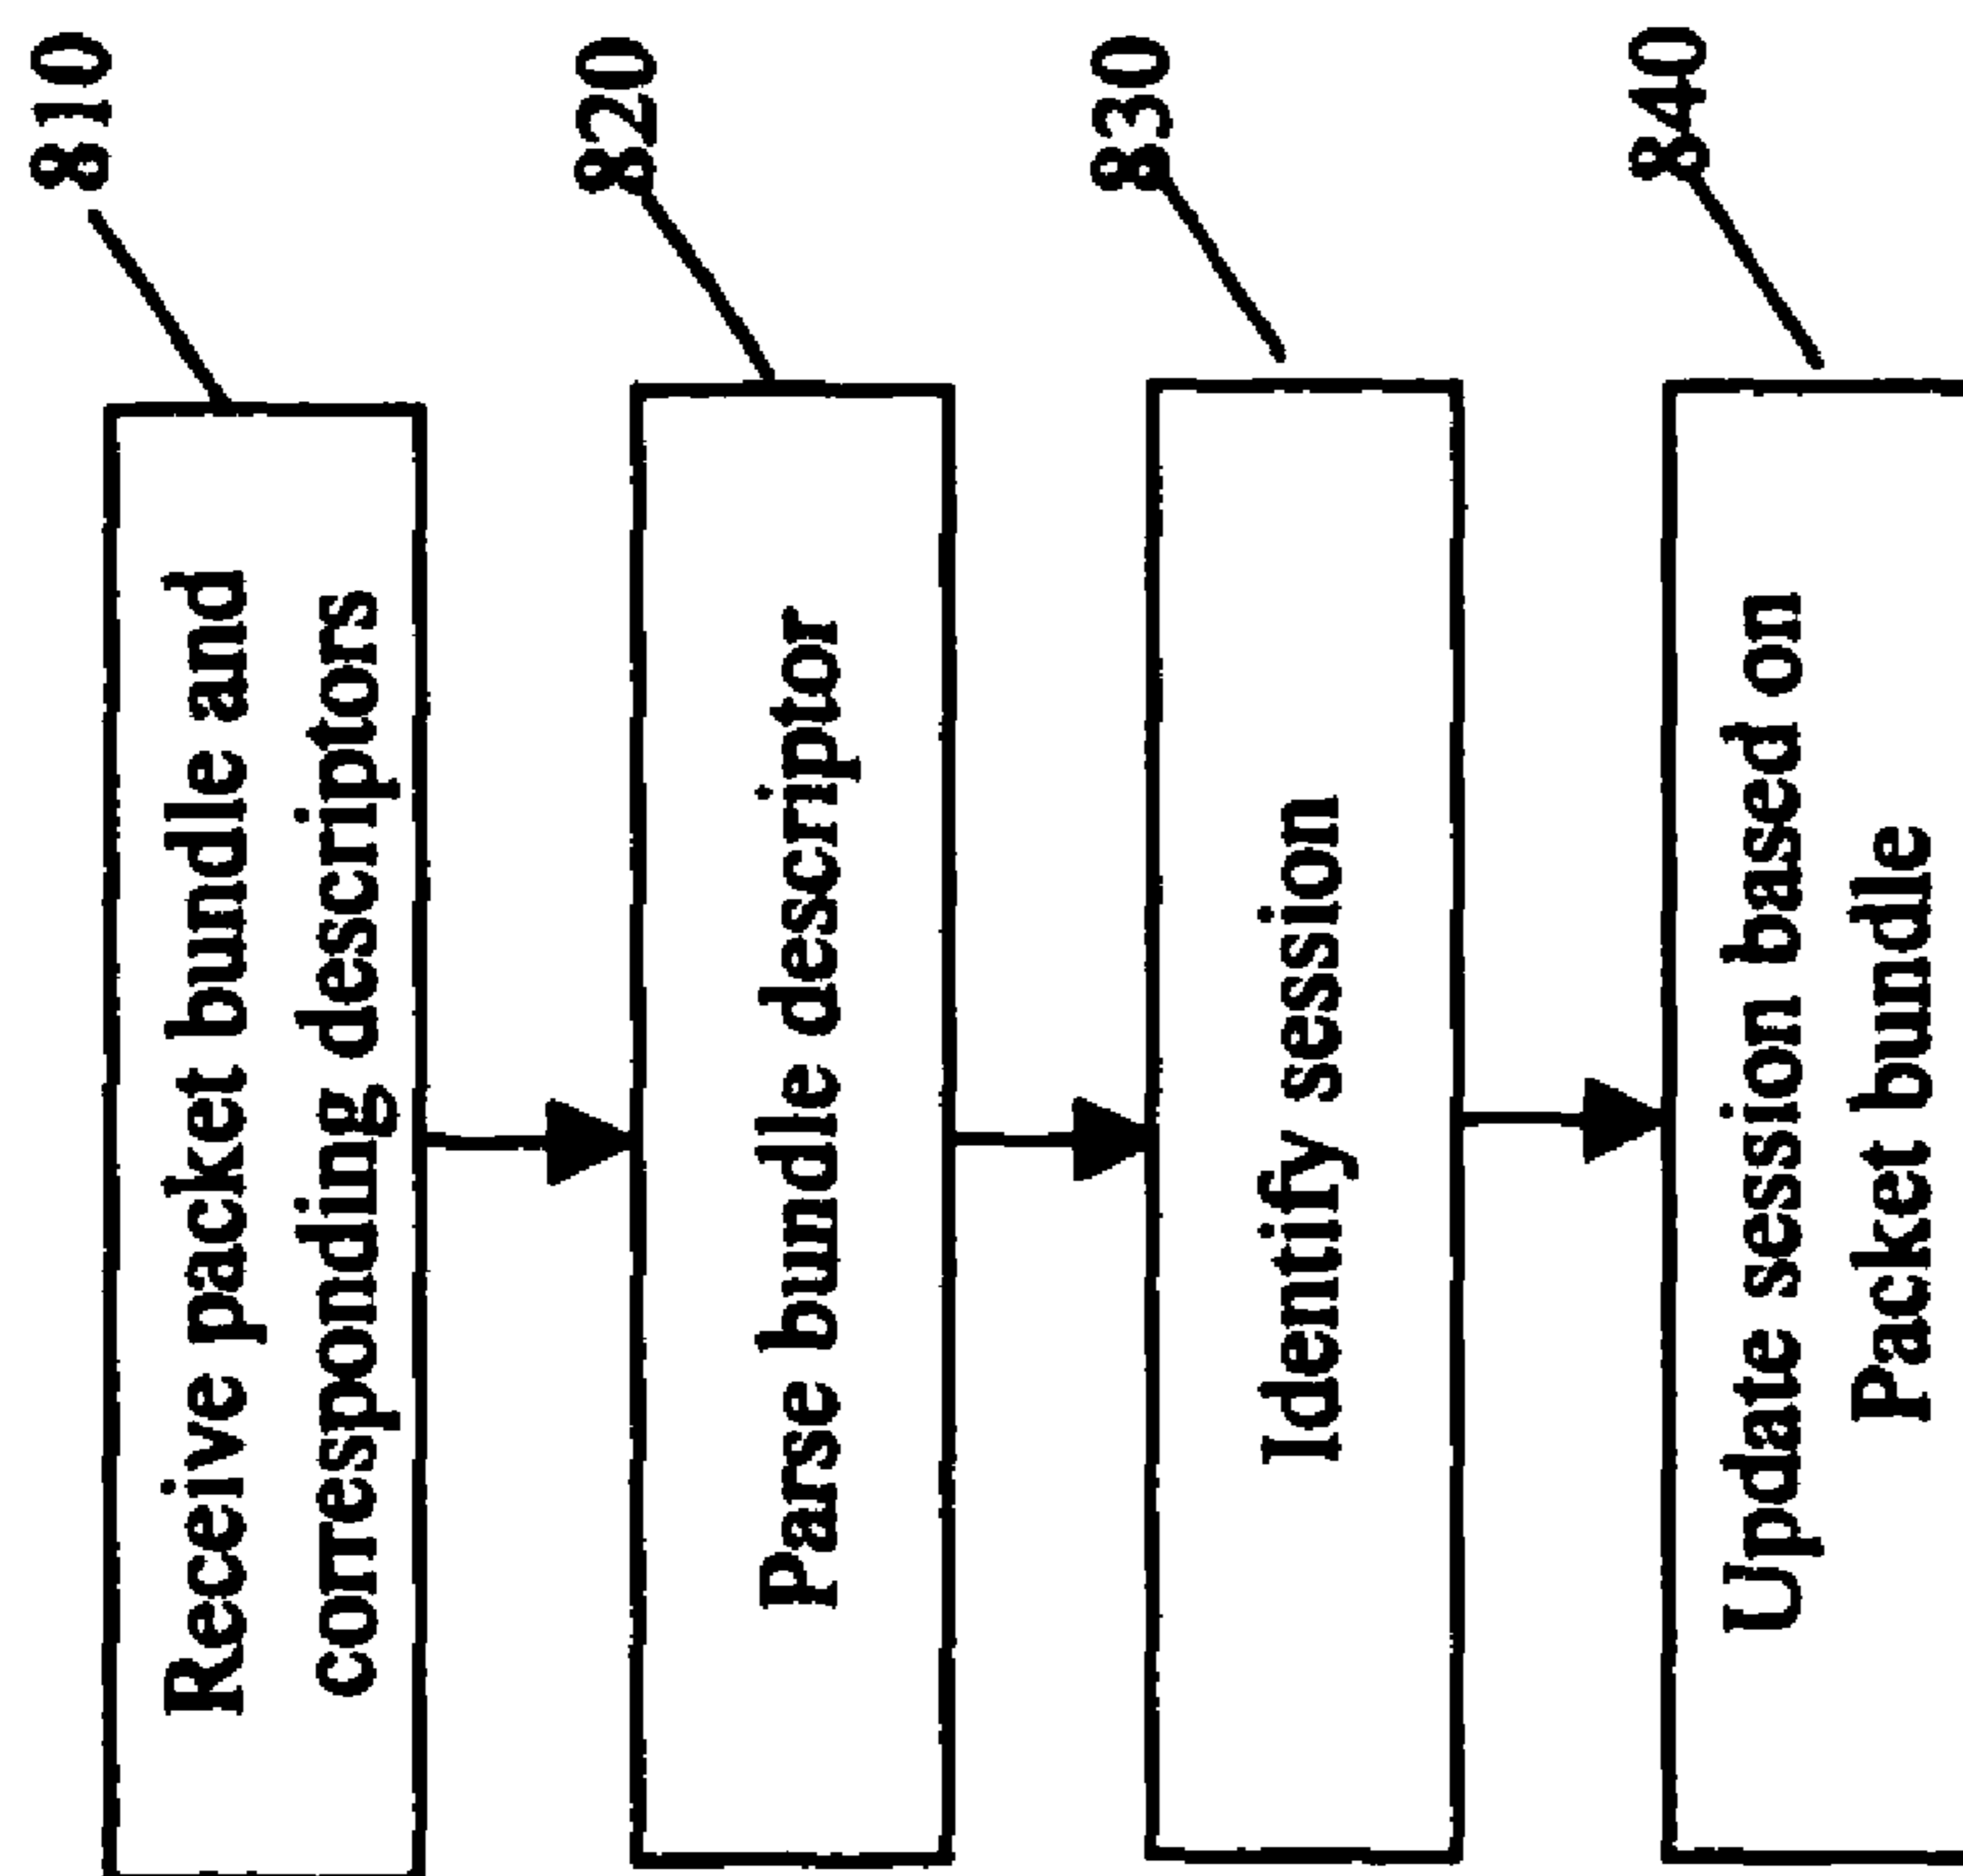 Receive packet bundle and
corresponding descriptors
810
Parse bundle descriptor
820
Identify session
830
Update session based on
Packet bundle
840